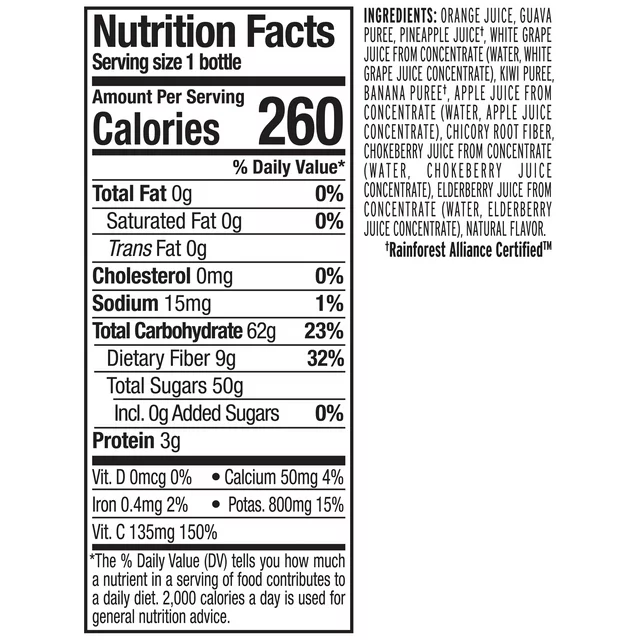 Nutrition Facts
Serving size 1 bottle
Amount Per Serving
Calories 260
% Daily Value*
Total Fat 0g 0%
Saturated Fat 0g 0%
Trans Fat 0g
Cholesterol 0mg 0%
Sodium 15mg 1%
Total Carbohydrate 62g 23%
Dietary Fiber 9g 32%
Total Sugars 50g
Incl. 0g Added Sugars 0%
Protein 3g
Vit. D 0mcg 0% • Calcium 50mg 4%
Iron 0.4mg 2% • Potas. 800mg 15%
Vit. C 135mg 150%
*The % Daily Value (DV) tells you how much
a nutrient in a serving of food contributes to
a daily diet. 2,000 calories a day is used for
general nutrition advice.
INGREDIENTS: ORANGE JUICE, GUAVA
PUREE, PINEAPPLE JUICE†, WHITE GRAPE
JUICE FROM CONCENTRATE (WATER, WHITE
GRAPE JUICE CONCENTRATE), KIWI PUREE,
BANANA PUREE†, APPLE JUICE FROM
CONCENTRATE (WATER, APPLE JUICE
CONCENTRATE), CHICORY ROOT FIBER,
CHOKEBERRY JUICE FROM CONCENTRATE
(WATER, CHOKEBERRY JUICE
CONCENTRATE), ELDERBERRY JUICE FROM
CONCENTRATE (WATER, ELDERBERRY
JUICE CONCENTRATE), NATURAL FLAVOR.
†Rainforest Alliance Certified™